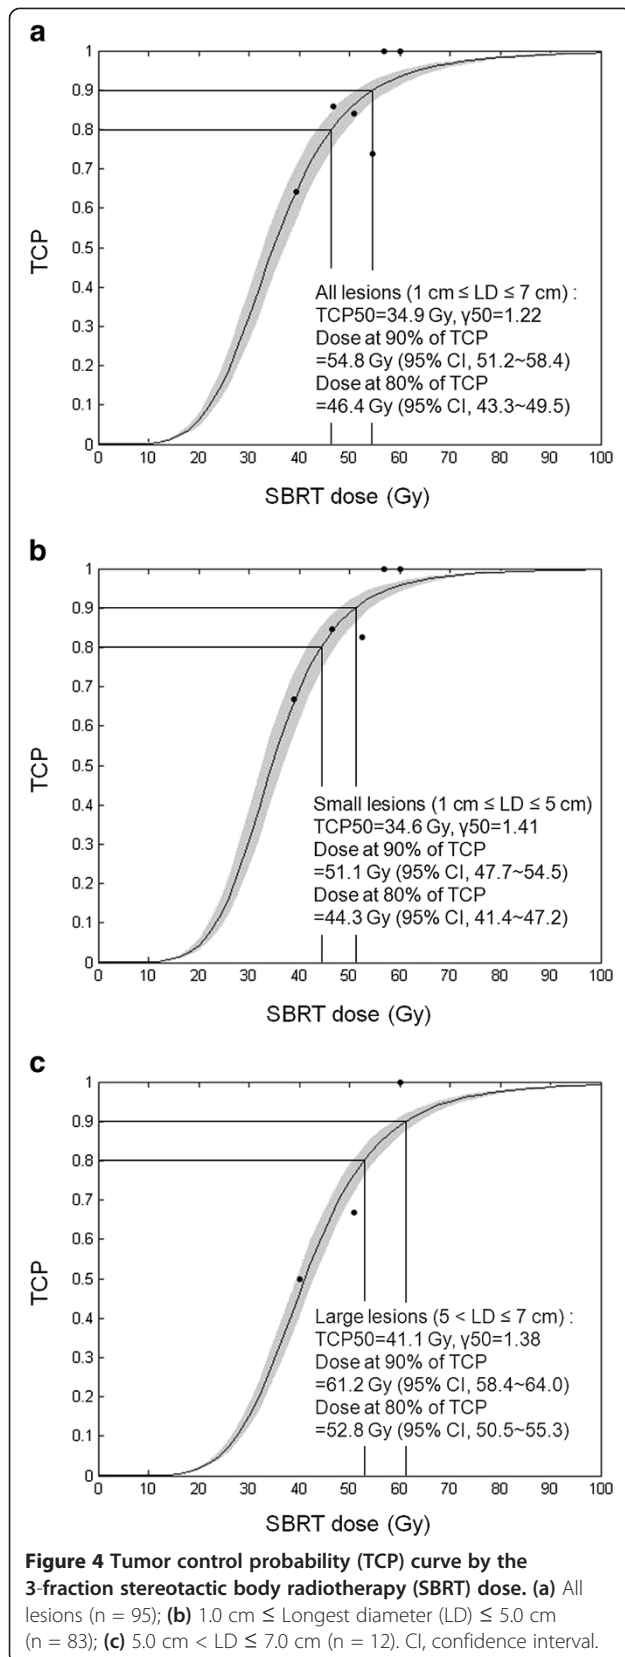 a
1
0.9
0.8
0.7
0.6
0.5
0.4
0.3
0.2
0.1
0
TCP
All lesions (1 cm ≤ LD ≤ 7 cm) :
TCP50=34.9 Gy, γ50=1.22
Dose at 90% of TCP
=54.8 Gy (95% CI, 51.2~58.4)
Dose at 80% of TCP
=46.4 Gy (95% CI, 43.3~49.5)
0 10 20 30 40 50 60 70 80 90 100
SBRT dose (Gy)
b
1
0.9
0.8
0.7
0.6
0.5
0.4
0.3
0.2
0.1
0
TCP
Small lesions (1 cm ≤ LD ≤ 5 cm)
TCP50=34.6 Gy, γ50=1.41
Dose at 90% of TCP
=51.1 Gy (95% CI, 47.7~54.5)
Dose at 80% of TCP
=44.3 Gy (95% CI, 41.4~47.2)
0 10 20 30 40 50 60 70 80 90 100
SBRT dose (Gy)
c
1
0.9
0.8
0.7
0.6
0.5
0.4
0.3
0.2
0.1
0
TCP
Large lesions (5 < LD ≤ 7 cm) :
TCP50=41.1 Gy, γ50=1.38
Dose at 90% of TCP
=61.2 Gy (95% CI, 58.4~64.0)
Dose at 80% of TCP
=52.8 Gy (95% CI, 50.5~55.3)
0 10 20 30 40 50 60 70 80 90 100
SBRT dose (Gy)
Figure 4 Tumor control probability (TCP) curve by the
3-fraction stereotactic body radiotherapy (SBRT) dose. (a) All
lesions (n = 95); (b) 1.0 cm ≤ Longest diameter (LD) ≤ 5.0 cm
(n = 83); (c) 5.0 cm < LD ≤ 7.0 cm (n = 12). CI, confidence interval.